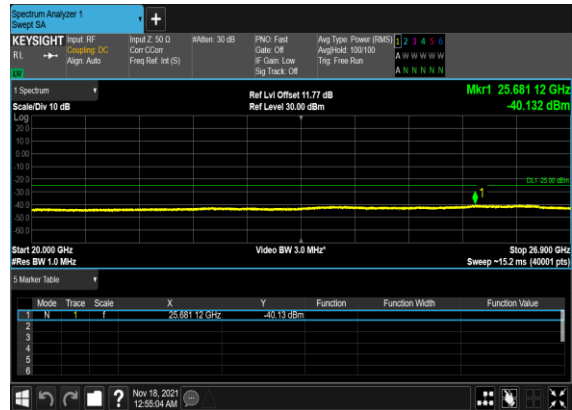 Spectrum Analyzer 1
Swept SA
+
KEYSIGHT Input: RF Input Z: 50 Ω #Atten: 30 dB PNO: Fast Avg Type: Power (RMS) 1 2 3 4 5 6
RL Coupling: DC Corr CCorr Gate: Off Avg|Hold: 100/100 A W W W W W
Align: Auto Freq Ref: Int (S) IF Gain: Low Trig: Free Run A N N N N N
Sig Track: Off
1 Spectrum Ref Lvl Offset 11.77 dB Mkr1 25.681 12 GHz
Scale/Div 10 dB Ref Level 30.00 dBm -40.132 dBm
Log
20.0
10.0
0.00
-10.0
-20.0 DL1 -25.00 dBm
-30.0 1
-40.0
-50.0
-60.0
Start 20.000 GHz Video BW 3.0 MHz* Stop 26.900 GHz
#Res BW 1.0 MHz Sweep ~15.2 ms (40001 pts)
5 Marker Table
Mode Trace Scale X Y Function Function Width Function Value
1 N 1 f 25.681 12 GHz -40.13 dBm
2
3
4
5
6
? Nov 18, 2021
12:55:04 AM